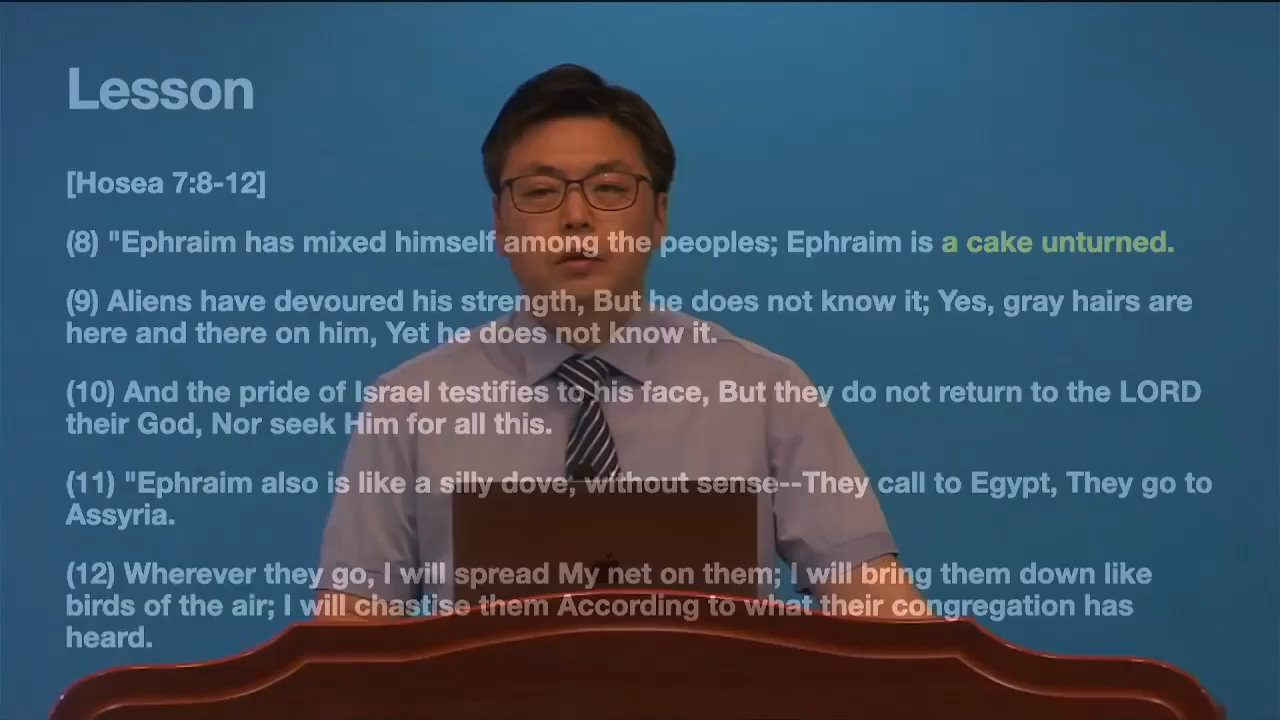 Lesson
[Hosea 7:8-12]
(8) "Ephraim has mixed himself among the peoples; Ephraim is a cake unturned.
(9) Aliens have devoured his strength, But he does not know it; Yes, gray hairs are
here and there on him, Yet he does not know it.
(10) And the pride of Israel testifies to his face, But they do not return to the LORD
their God, Nor seek Him for all this.
(11) "Ephraim also is like a silly dove, without sense--They call to Egypt, They go to
Assyria.
(12) Wherever they go, I will spread My net on them; I will bring them down like
birds of the air; I will chastise them According to what their congregation has
heard.